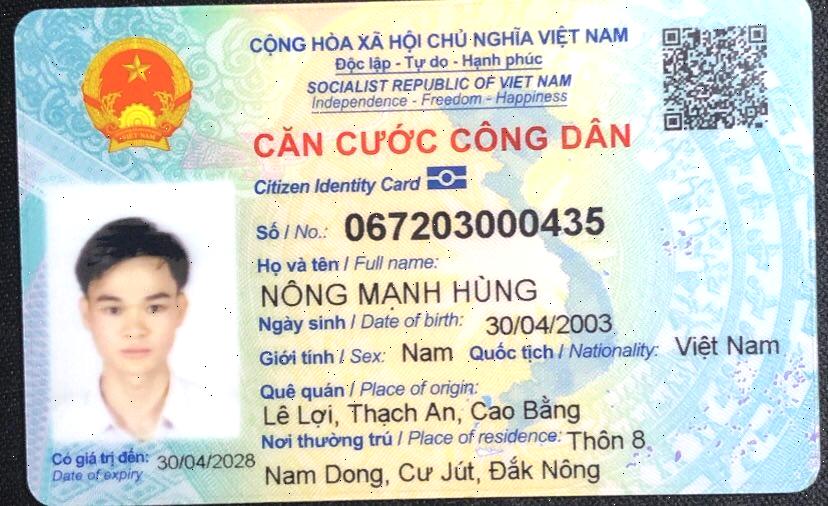 CỘNG HÒA XÃ HỘI CHỦ NGHĨA VIỆT NAM
Độc lập - Tự do - Hạnh phúc
SOCIALIST REPUBLIC OF VIET NAM
Independence - Freedom - Happiness
CĂN CƯỚC CÔNG DÂN
Citizen Identity Card
Số / No.: 067203000435
Họ và tên / Full name:
NÔNG MẠNH HÙNG
Ngày sinh / Date of birth: 30/04/2003
Giới tính / Sex: Nam Quốc tịch / Nationality: Việt Nam
Quê quán / Place of origin:
Lê Lợi, Thạch An, Cao Bằng
Nơi thường trú / Place of residence: Thôn 8
Nam Dong, Cư Jút, Đắk Nông
Có giá trị đến: 30/04/2028
Date of expiry
VIỆT NAM